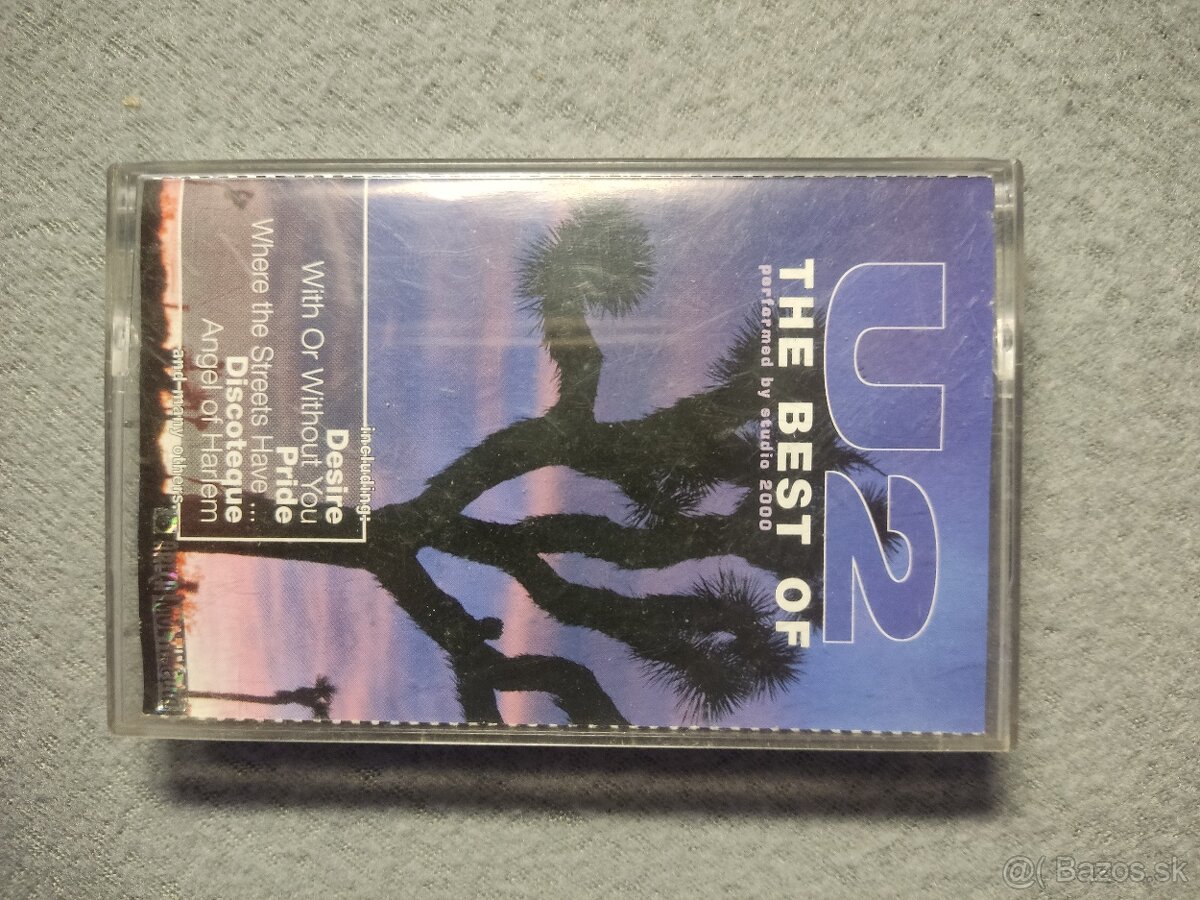 U2
THE BEST OF
performed by studio 2000
including:
Desire
With Or Without You
Pride
Where the Streets Have ...
Discoteque
Angel of Harlem
and many others
@( Bazos.sk